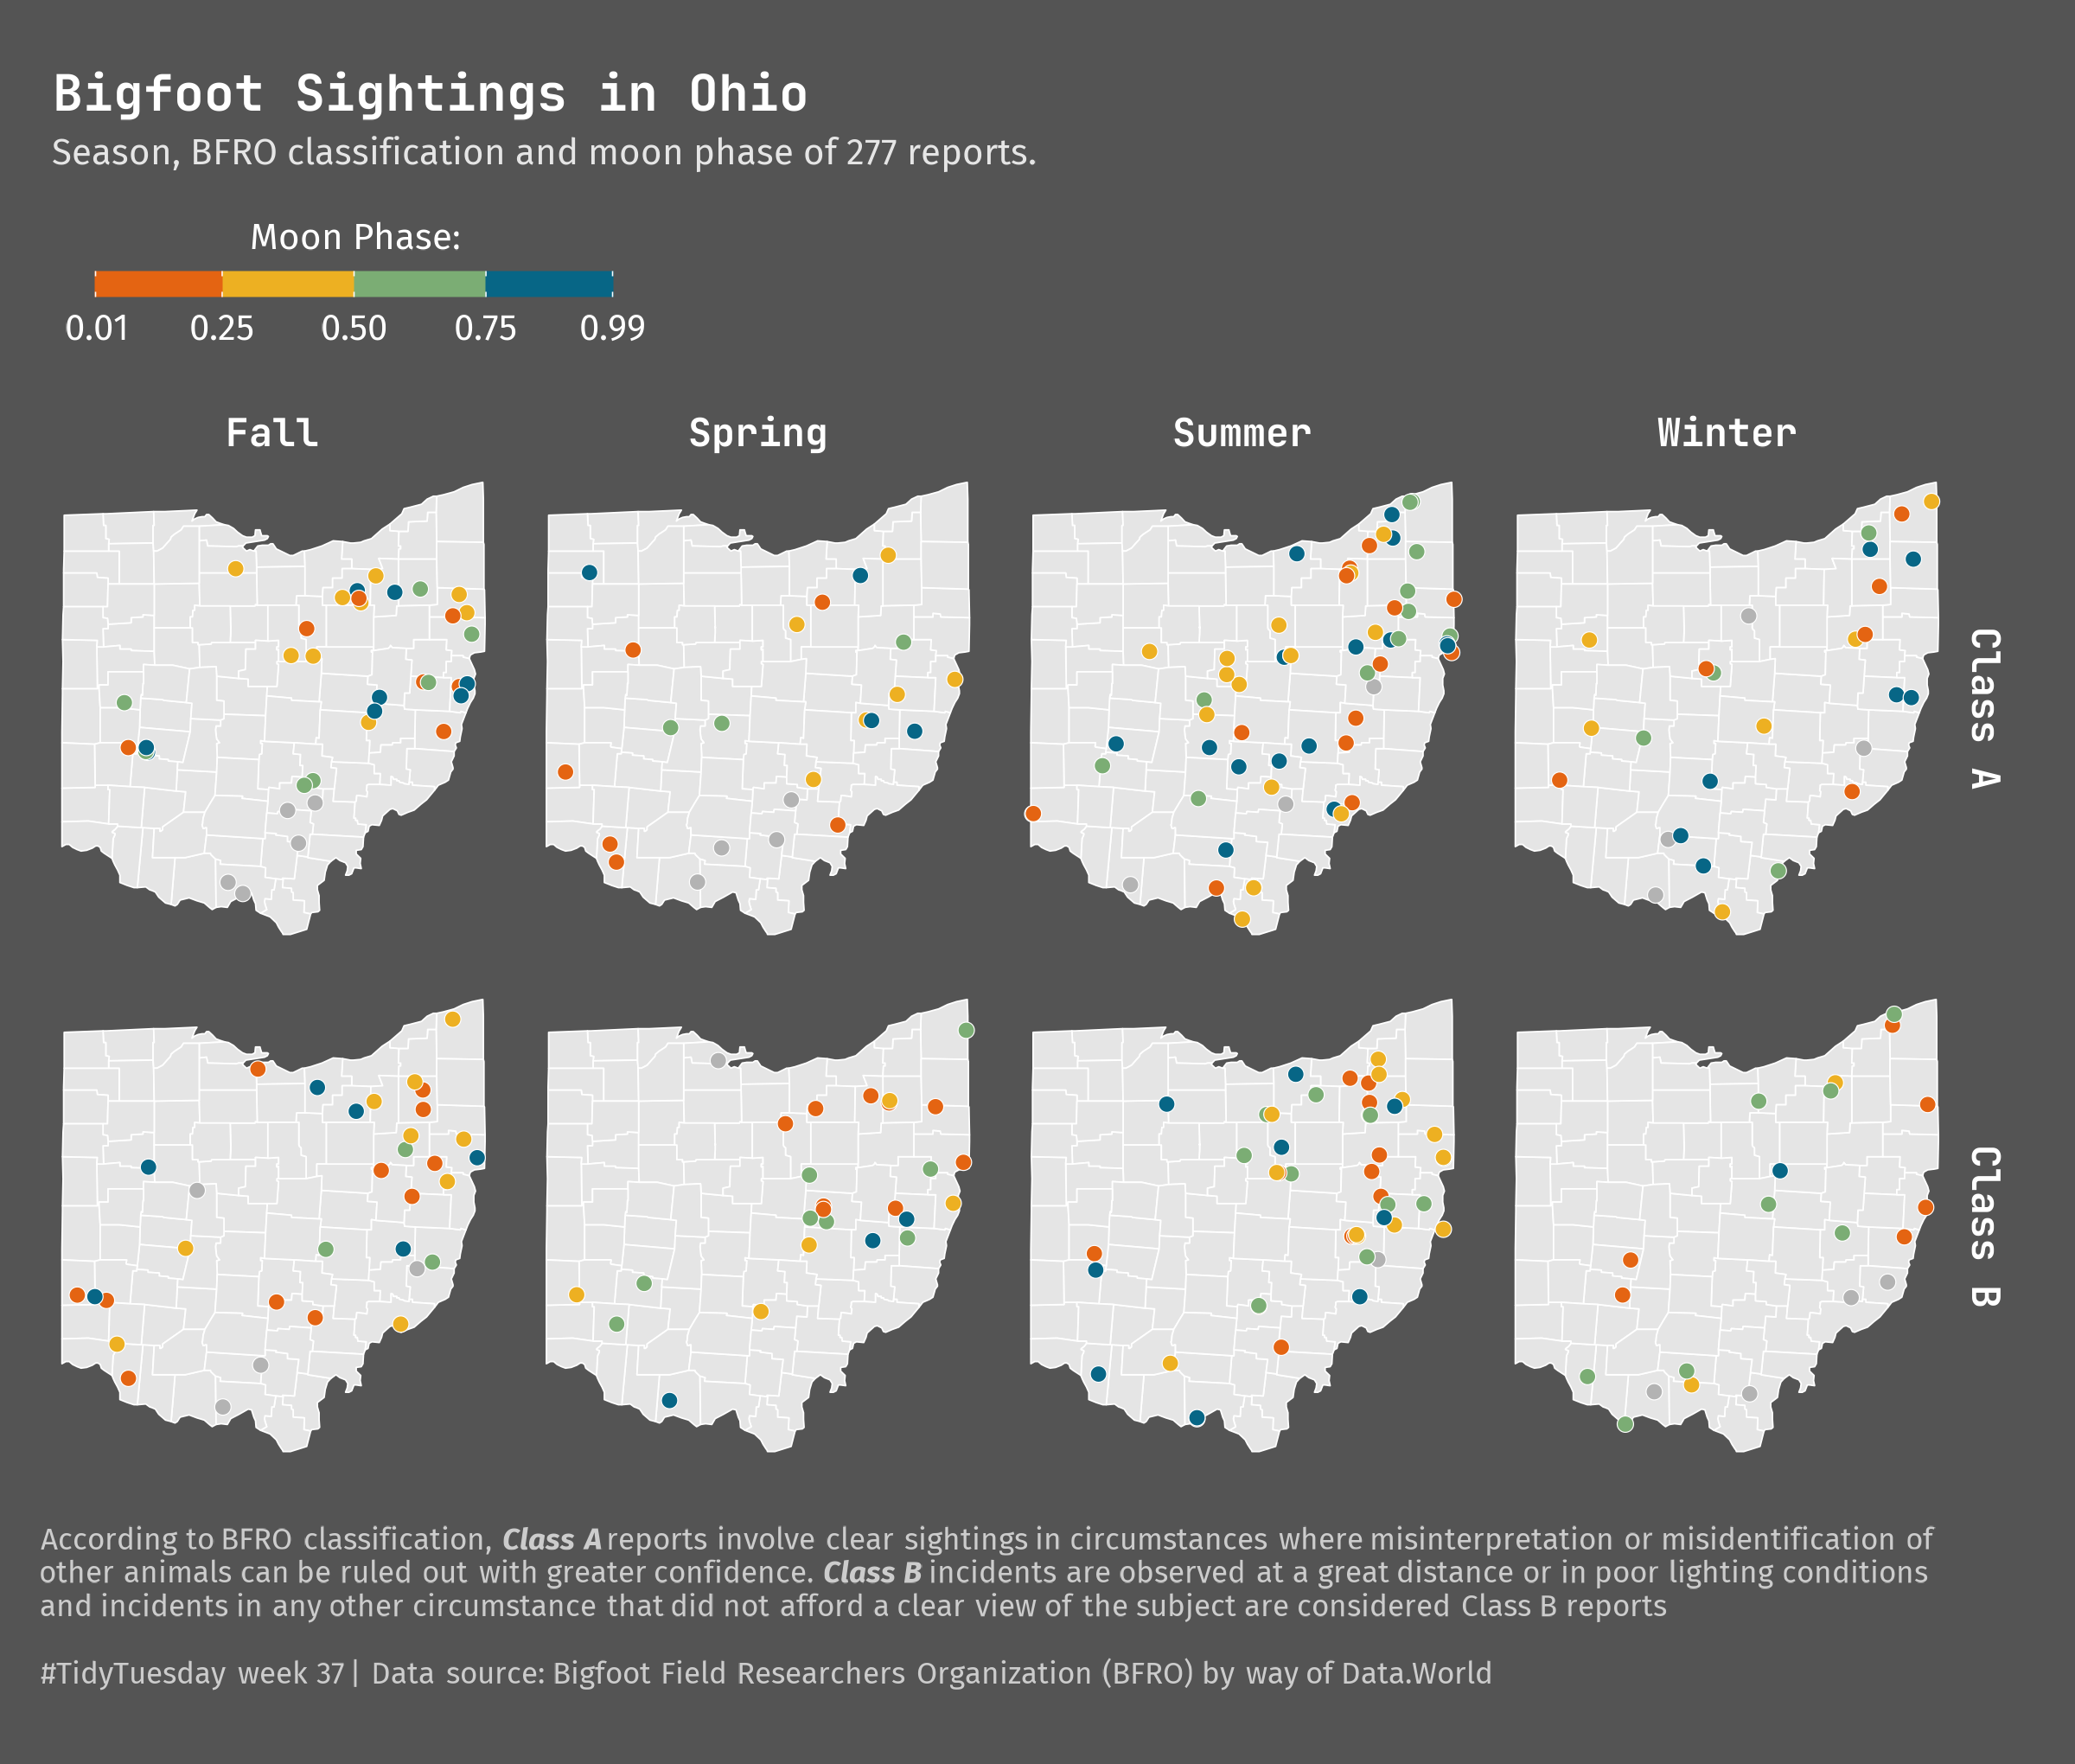 Bigfoot Sightings in Ohio
Season, BFRO classification and moon phase of 277 reports.
Moon Phase:
0.01 0.25 0.50 0.75 0.99
Fall Spring Summer Winter
Class A
Class B
According to BFRO classification, Class A reports involve clear sightings in circumstances where misinterpretation or misidentification of
other animals can be ruled out with greater confidence. Class B incidents are observed at a great distance or in poor lighting conditions
and incidents in any other circumstance that did not afford a clear view of the subject are considered Class B reports
#TidyTuesday week 37| Data source: Bigfoot Field Researchers Organization (BFRO) by way of Data.World